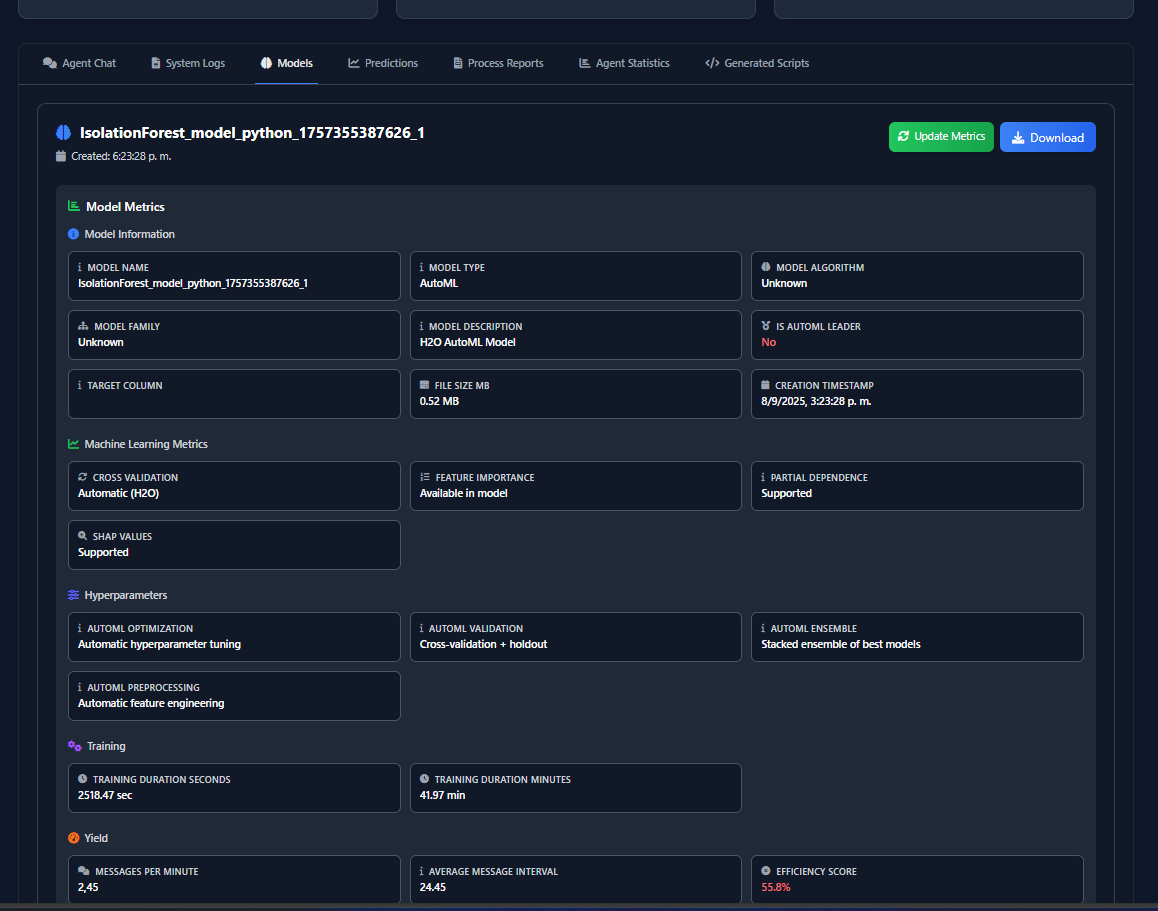 Agent Chat
System Logs
Models
Predictions
Process Reports
Agent Statistics
Generated Scripts
IsolationForest_model_python_1757355387626_1
Created: 6:23:28 p. m.
Update Metrics
Download
Model Metrics
Model Information
MODEL NAME
IsolationForest_model_python_1757355387626_1
MODEL TYPE
AutoML
MODEL ALGORITHM
Unknown
MODEL FAMILY
Unknown
MODEL DESCRIPTION
H2O AutoML Model
IS AUTOML LEADER
No
TARGET COLUMN
FILE SIZE MB
0.52 MB
CREATION TIMESTAMP
8/9/2025, 3:23:28 p. m.
Machine Learning Metrics
CROSS VALIDATION
Automatic (H2O)
FEATURE IMPORTANCE
Available in model
PARTIAL DEPENDENCE
Supported
SHAP VALUES
Supported
Hyperparameters
AUTOML OPTIMIZATION
Automatic hyperparameter tuning
AUTOML VALIDATION
Cross-validation + holdout
AUTOML ENSEMBLE
Stacked ensemble of best models
AUTOML PREPROCESSING
Automatic feature engineering
Training
TRAINING DURATION SECONDS
2518.47 sec
TRAINING DURATION MINUTES
41.97 min
Yield
MESSAGES PER MINUTE
2,45
AVERAGE MESSAGE INTERVAL
24.45
EFFICIENCY SCORE
55.8%